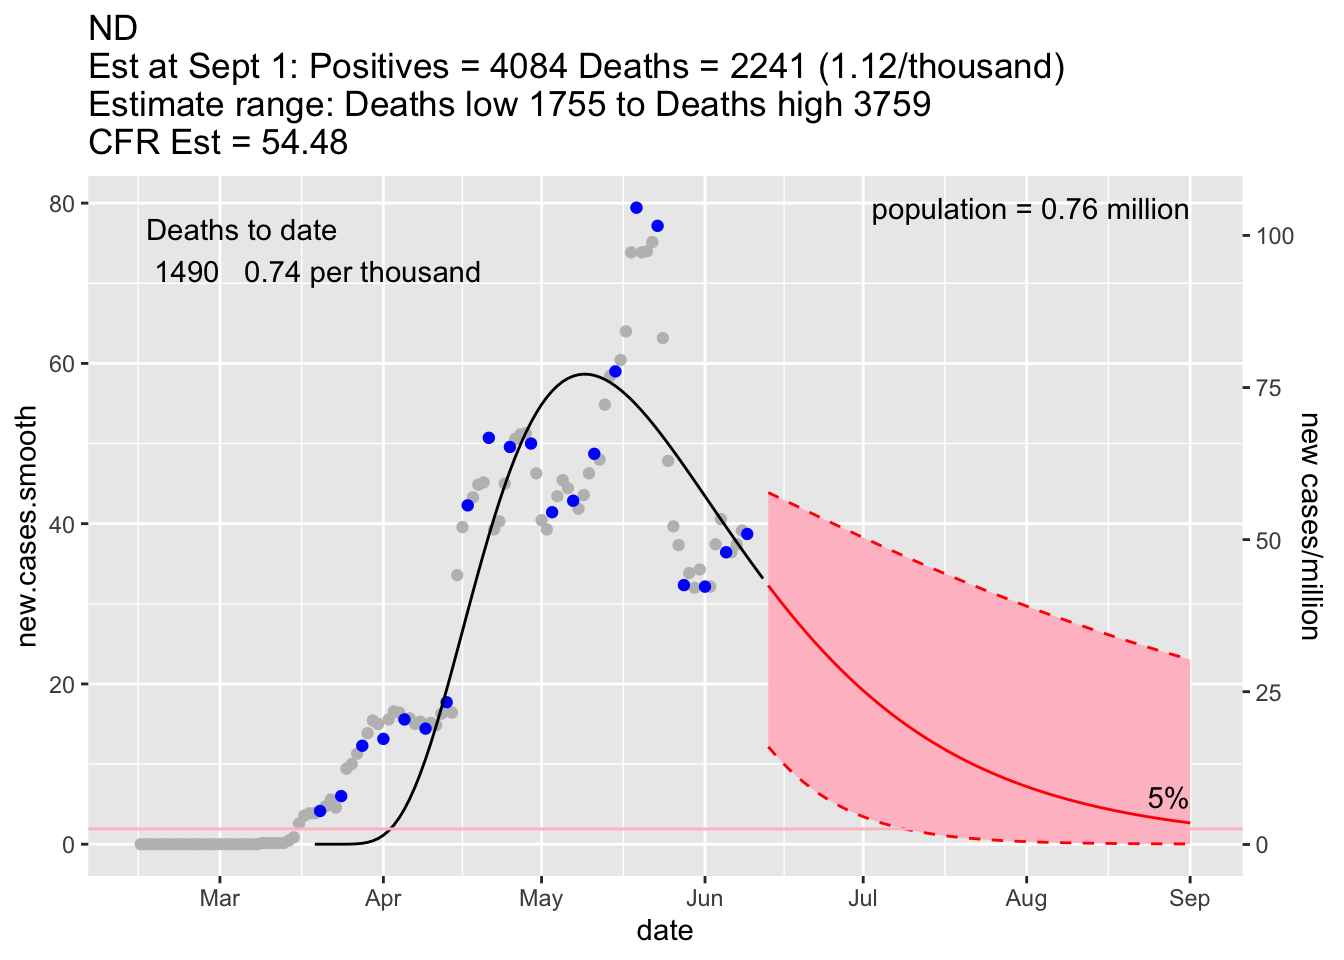 ND
Est at Sept 1: Positives = 4084 Deaths = 2241 (1.12/thousand)
Estimate range: Deaths low 1755 to Deaths high 3759
CFR Est = 54.48
Deaths to date
1490 0.74 per thousand
population = 0.76 million
80
60
40
20
0
new.cases.smooth
100
75
50
25
0
new cases/million
5%
Mar Apr May Jun Jul Aug Sep
date